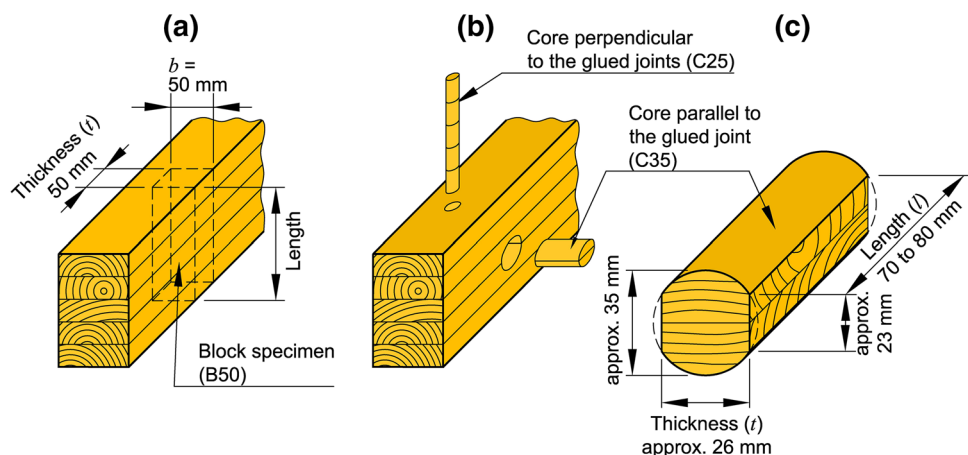 (a)
b =
50 mm
Thickness (t)
50 mm
Length
Block specimen
(B50)
(b)
Core perpendicular
to the glued joints (C25)
Core parallel to
the glued joint
(C35)
(c)
Length (l)
70 to 80 mm
approx. 35 mm
approx.
23 mm
Thickness (t)
approx. 26 mm